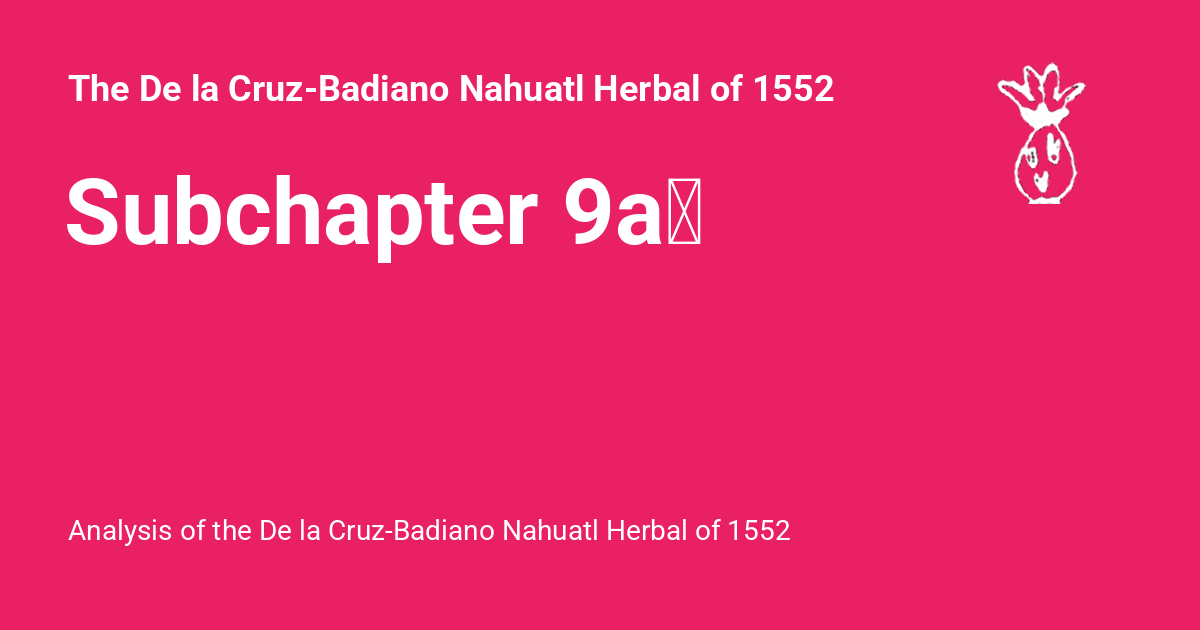 The De la Cruz-Badiano Nahuatl Herbal of 1552
Subchapter 9a
Analysis of the De la Cruz-Badiano Nahuatl Herbal of 1552